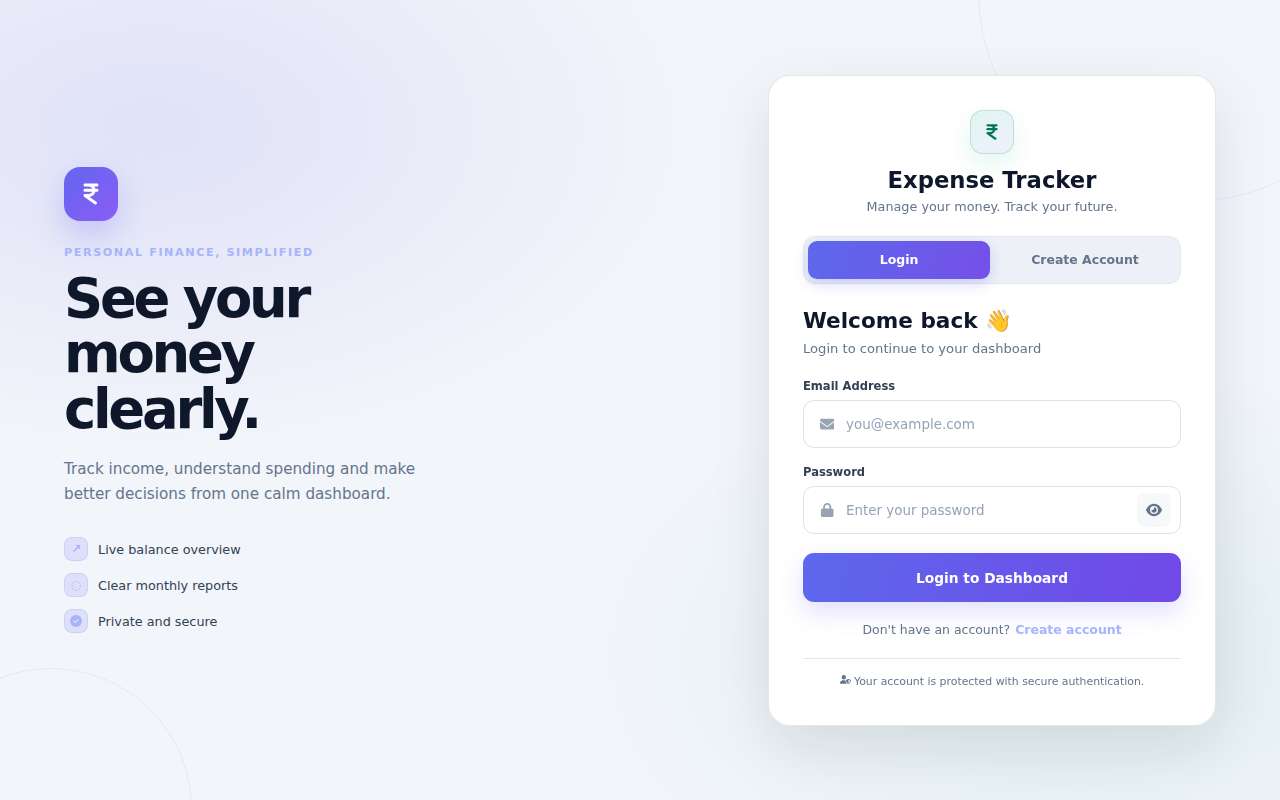 ₹
PERSONAL FINANCE, SIMPLIFIED
See your
money
clearly.
Track income, understand spending and make
better decisions from one calm dashboard.
Live balance overview
Clear monthly reports
Private and secure
₹
Expense Tracker
Manage your money. Track your future.
Login
Create Account
Welcome back 👋
Login to continue to your dashboard
Email Address
you@example.com
Password
Enter your password
Login to Dashboard
Don't have an account? Create account
Your account is protected with secure authentication.